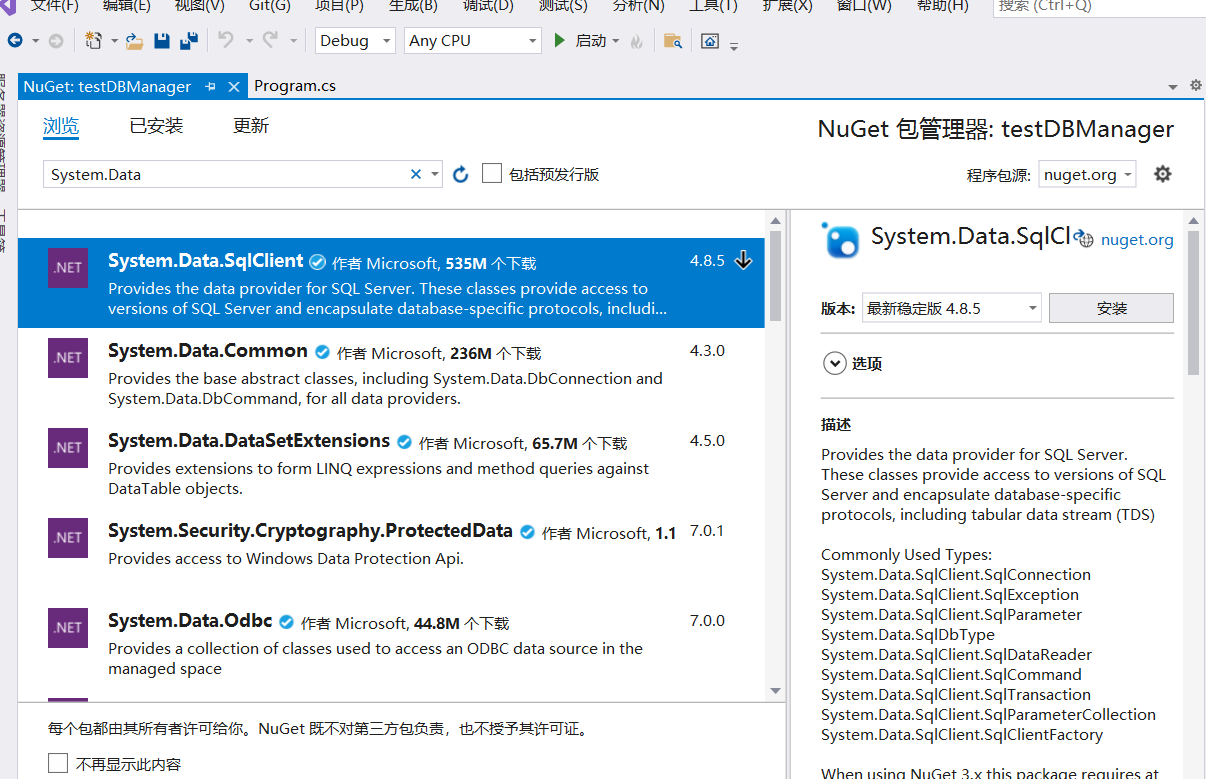 文件(F) 编辑(E) 视图(V) Git(G) 项目(P) 生成(B) 调试(D) 测试(S) 分析(N) 工具(T) 扩展(X) 窗口(W) 帮助(H) 搜索 (Ctrl+Q)
Debug Any CPU 启动
服务器资源管理器
工具箱
NuGet: testDBManager Program.cs
浏览 已安装 更新
NuGet 包管理器: testDBManager
System.Data 包括预发行版
程序包源: nuget.org
.NET System.Data.SqlClient 作者 Microsoft, 535M 个下载 4.8.5
Provides the data provider for SQL Server. These classes provide access to
versions of SQL Server and encapsulate database-specific protocols, includi...
.NET System.Data.Common 作者 Microsoft, 236M 个下载 4.3.0
Provides the base abstract classes, including System.Data.DbConnection and
System.Data.DbCommand, for all data providers.
.NET System.Data.DataSetExtensions 作者 Microsoft, 65.7M 个下载 4.5.0
Provides extensions to form LINQ expressions and method queries against
DataTable objects.
.NET System.Security.Cryptography.ProtectedData 作者 Microsoft, 1.1 7.0.1
Provides access to Windows Data Protection Api.
.NET System.Data.Odbc 作者 Microsoft, 44.8M 个下载 7.0.0
Provides a collection of classes used to access an ODBC data source in the
managed space
每个包都由其所有者许可给你。NuGet 既不对第三方包负责，也不授予其许可证。
不再显示此内容
System.Data.SqlCl nuget.org
版本: 最新稳定版 4.8.5 安装
选项
描述
Provides the data provider for SQL Server.
These classes provide access to versions of SQL
Server and encapsulate database-specific
protocols, including tabular data stream (TDS)
Commonly Used Types:
System.Data.SqlClient.SqlConnection
System.Data.SqlClient.SqlException
System.Data.SqlClient.SqlParameter
System.Data.SqlDbType
System.Data.SqlClient.SqlDataReader
System.Data.SqlClient.SqlCommand
System.Data.SqlClient.SqlTransaction
System.Data.SqlClient.SqlParameterCollection
System.Data.SqlClient.SqlClientFactory
When using NuGet 3.x this package requires at